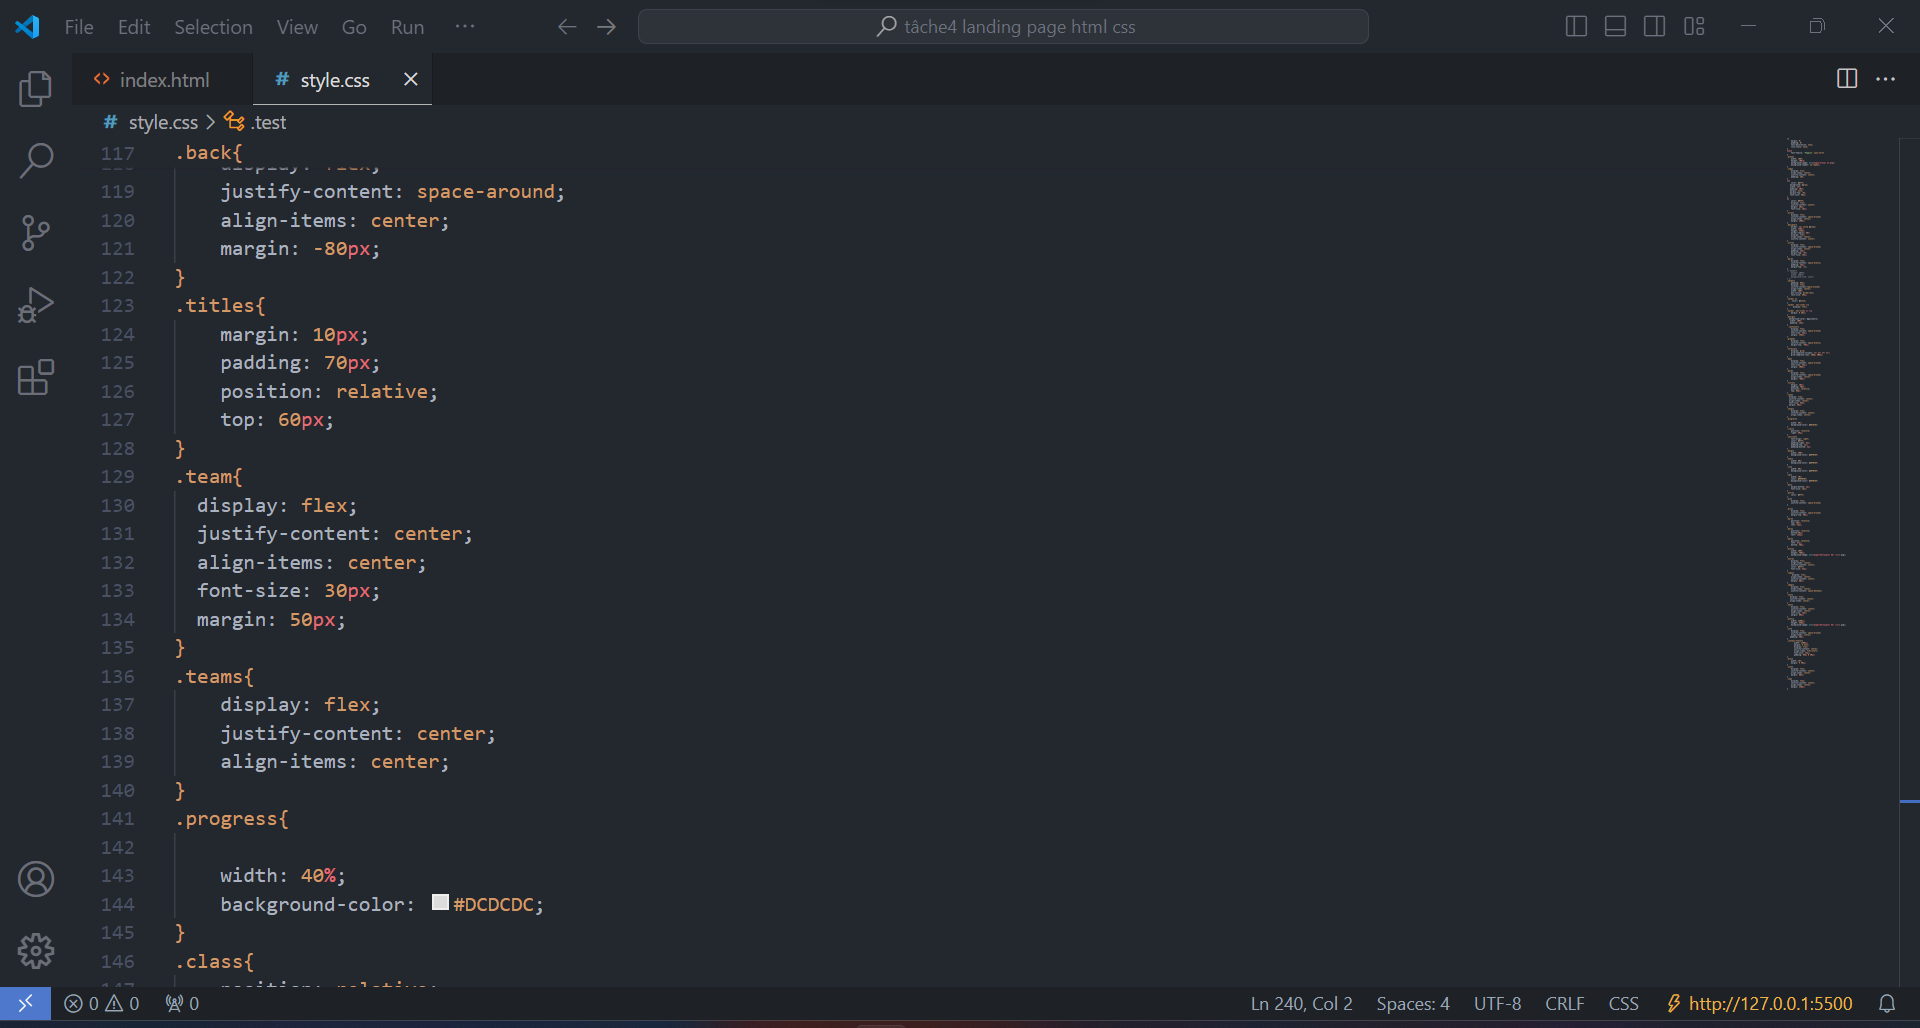 File Edit Selection View Go Run ··· tâche4 landing page html css
index.html # style.css
# style.css > .test
117 .back{
display: flex;
119 justify-content: space-around;
120 align-items: center;
121 margin: -80px;
122 }
123 .titles{
124 margin: 10px;
125 padding: 70px;
126 position: relative;
127 top: 60px;
128 }
129 .team{
130 display: flex;
131 justify-content: center;
132 align-items: center;
133 font-size: 30px;
134 margin: 50px;
135 }
136 .teams{
137 display: flex;
138 justify-content: center;
139 align-items: center;
140 }
141 .progress{
142
143 width: 40%;
144 background-color: #DCDCDC;
145 }
146 .class{
147 position: relative;
0 0 0 Ln 240, Col 2 Spaces: 4 UTF-8 CRLF CSS http://127.0.0.1:5500